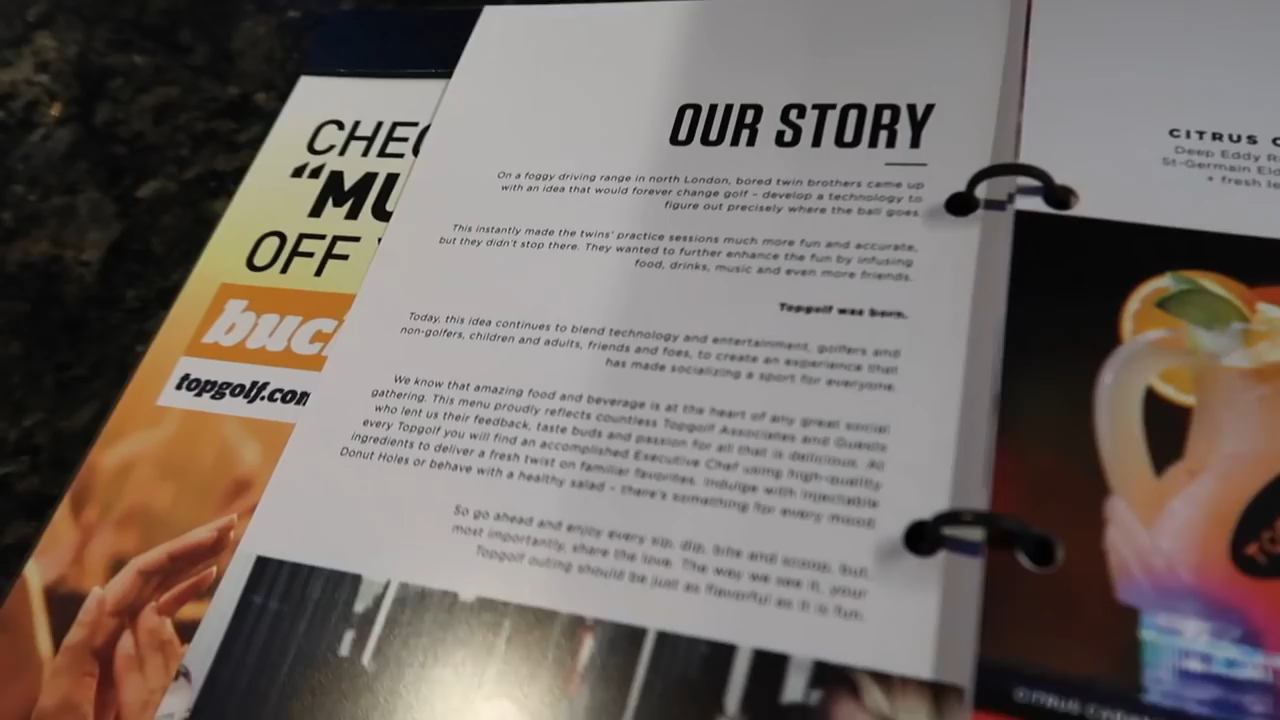 CHEC
“MU
OFF
buc
topgolf.com
OUR STORY
On a foggy driving range in north London, bored twin brothers came up
with an idea that would forever change golf – develop a technology to
figure out precisely where the ball goes.
This instantly made the twins' practice sessions much more fun and accurate,
but they didn't stop there. They wanted to further enhance the fun by infusing
food, drinks, music and even more friends.
Topgolf was born.
Today, this idea continues to blend technology and entertainment, golfers and
non-golfers, children and adults, friends and foes, to create an experience that
has made socializing a sport for everyone.
We know that amazing food and beverage is at the heart of any great social
gathering. This menu proudly reflects countless Topgolf Associates and Guests
who lent us their feedback, taste buds and passion for all that is delicious. At
every Topgolf you will find an accomplished Executive Chef using high-quality
ingredients to deliver a fresh twist on familiar favorites. Indulge with Injectable
Donut Holes or behave with a healthy salad – there's something for every mood.
So go ahead and enjoy every sip, dip, bite and scoop, but,
most importantly, share the love. The way we see it, your
Topgolf outing should be just as flavorful as it is fun.
CITRUS C
Deep Eddy R
St-Germain Eld
+ fresh le
TO
CITRUS